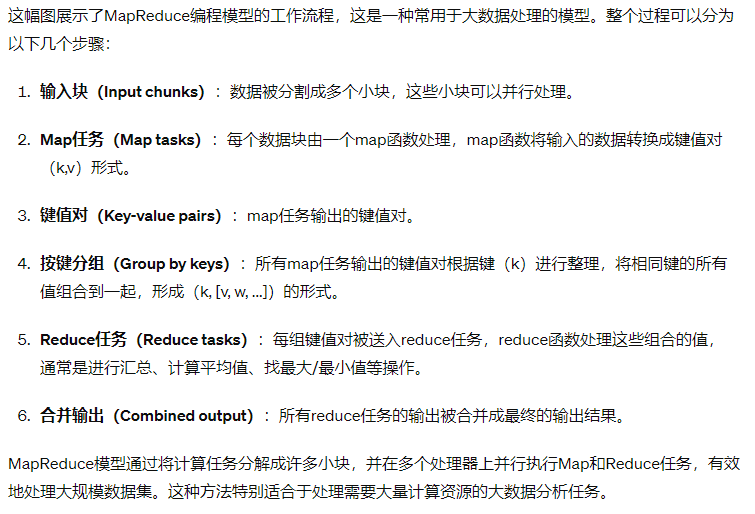 这幅图展示了MapReduce编程模型的工作流程，这是一种常用于大数据处理的模型。整个过程可以分为
以下几个步骤：
1. 输入块（Input chunks）：数据被分割成多个小块，这些小块可以并行处理。
2. Map任务（Map tasks）：每个数据块由一个map函数处理，map函数将输入的数据转换成键值对
（k,v）形式。
3. 键值对（Key-value pairs）：map任务输出的键值对。
4. 按键分组（Group by keys）：所有map任务输出的键值对根据键（k）进行整理，将相同键的所有
值组合到一起，形成（k, [v, w, ...]）的形式。
5. Reduce任务（Reduce tasks）：每组键值对被送入reduce任务，reduce函数处理这些组合的值，
通常是进行汇总、计算平均值、找最大/最小值等操作。
6. 合并输出（Combined output）：所有reduce任务的输出被合并成最终的输出结果。
MapReduce模型通过将计算任务分解成许多小块，并在多个处理器上并行执行Map和Reduce任务，有效
地处理大规模数据集。这种方法特别适合于处理需要大量计算资源的大数据分析任务。